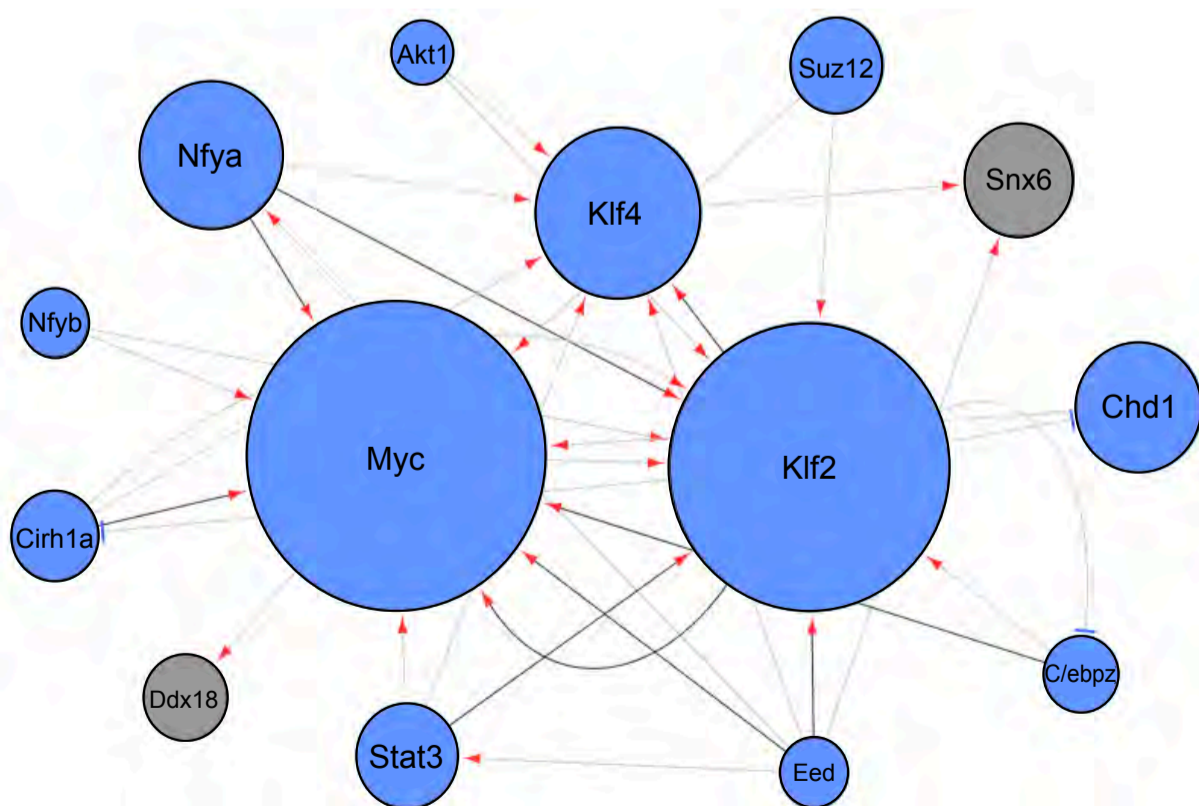 Akt1
Suz12
Nfya
Snx6
Klf4
Nfyb
Chd1
Myc
Klf2
Cirh1a
C/ebpz
Ddx18
Stat3
Eed